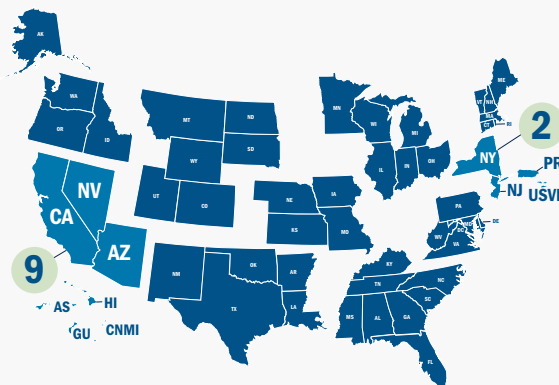 AK
WA
OR
ID
MT
WY
ND
SD
UT
CO
NE
KS
IA
MO
MN
WI
MI
IL
IN
OH
ME
VT
NH
MA
CT
RI
2
NY
PR
NJ
USVI
PA
DE
MD
DC
WV
VA
NV
CA
AZ
9
AS
HI
GU
CNMI
NM
OK
TX
AR
LA
KY
TN
NC
SC
MS
AL
GA
FL